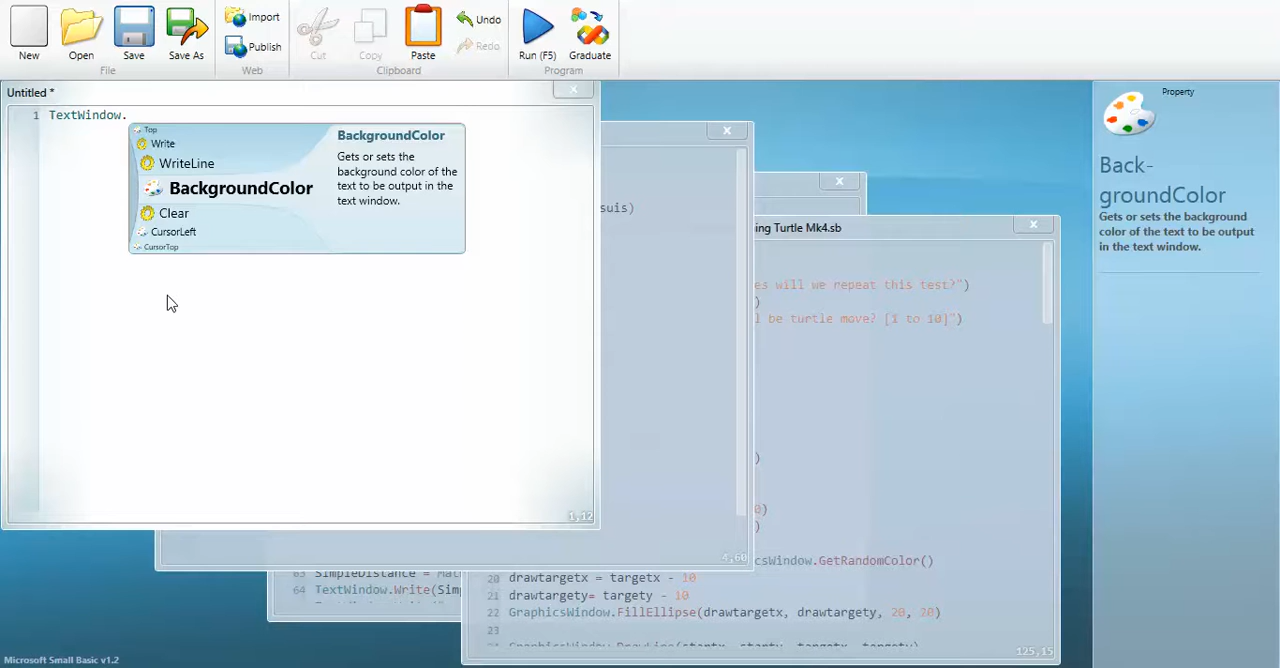 New
Open
Save
Save As
Import
Publish
Cut
Copy
Paste
Undo
Redo
Run (F5)
Graduate
File
Web
Clipboard
Program
Untitled *
1 TextWindow.
Top
Write
WriteLine
BackgroundColor
Clear
CursorLeft
CursorTop
BackgroundColor
Gets or sets the
background color of the
text to be output in the
text window.
1,12
suis)
4,60
63 SimpleDistance =
64 TextWindow.Write(
ing Turtle Mk4.sb
es will we repeat this test?")
)
l be turtle move? [1 to 10]")
)
0)
)
csWindow.GetRandomColor()
20 drawtargetx = targetx - 10
21 drawtargety= targety - 10
22 GraphicsWindow.FillEllipse(drawtargetx, drawtargety, 20, 20)
23
125,15
Property
Back-
groundColor
Gets or sets the background
color of the text to be output
in the text window.
Microsoft Small Basic v1.2